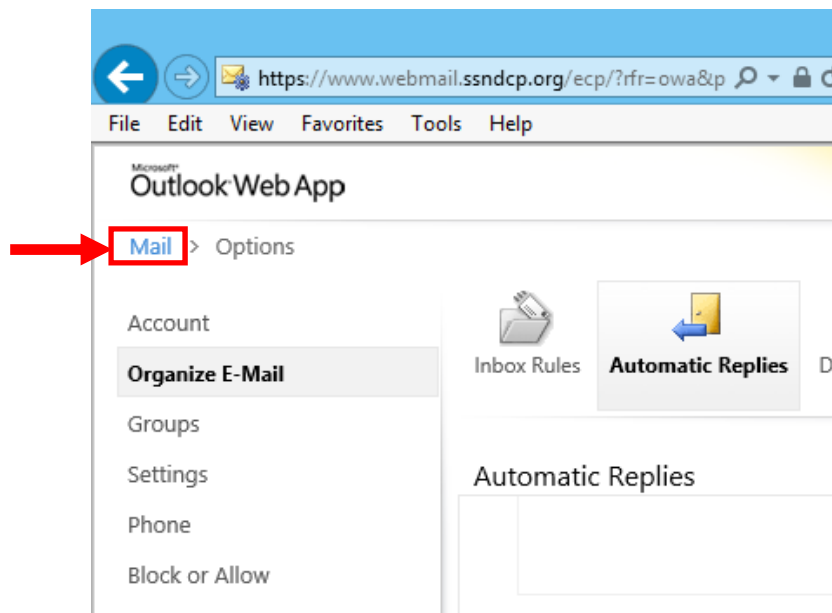 https://www.webmail.ssndcp.org/ecp/?rfr=owa&p
File Edit View Favorites Tools Help
Microsoft®
Outlook Web App
Mail > Options
Account
Organize E-Mail
Groups
Settings
Phone
Block or Allow
Inbox Rules Automatic Replies D
Automatic Replies